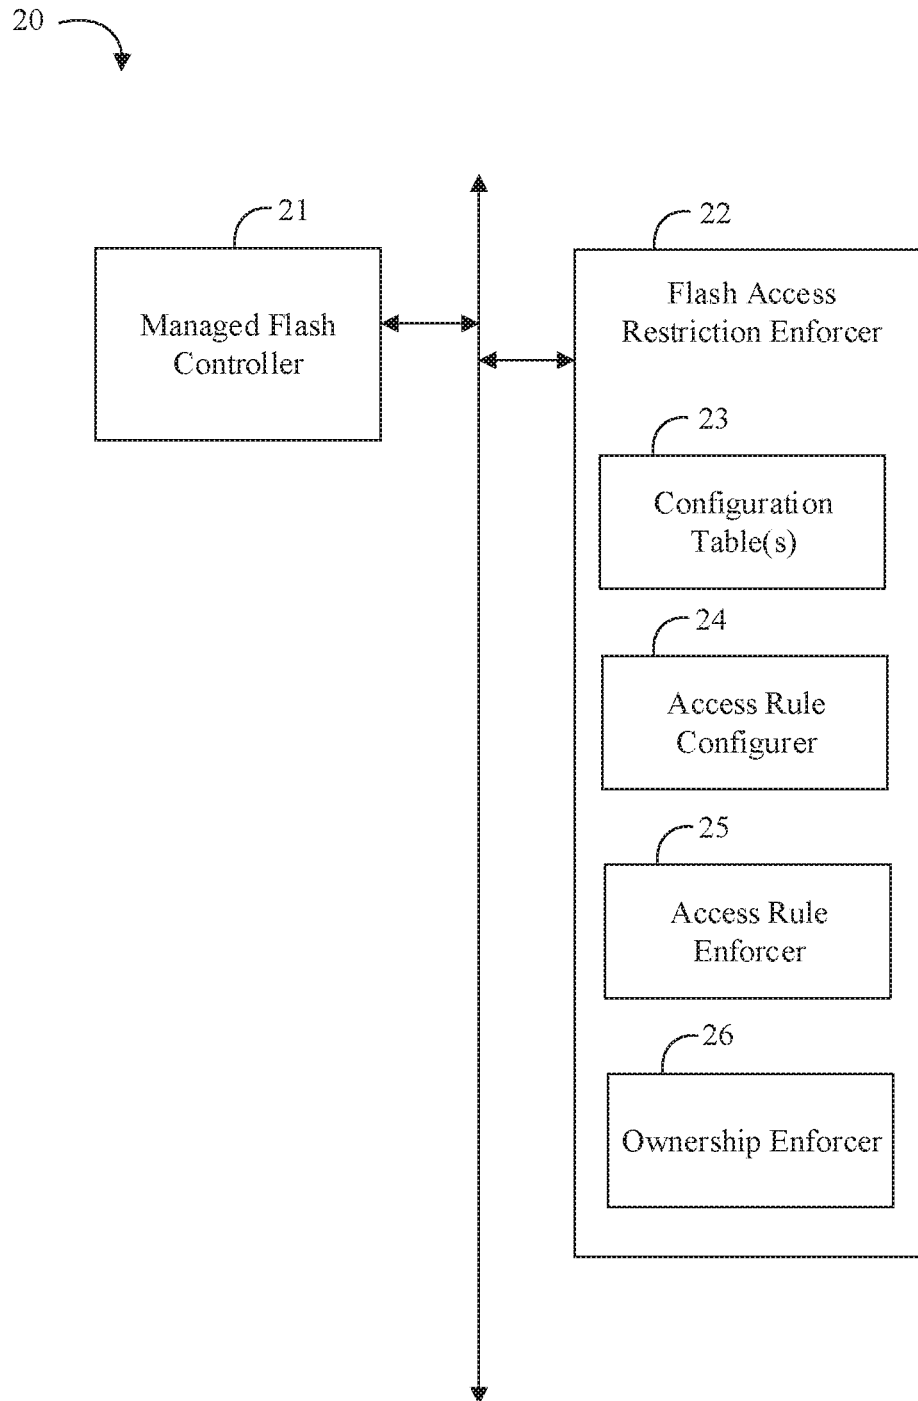 20
21
Managed Flash
Controller
22
Flash Access
Restriction Enforcer
23
Configuration
Table(s)
24
Access Rule
Configurer
25
Access Rule
Enforcer
26
Ownership Enforcer